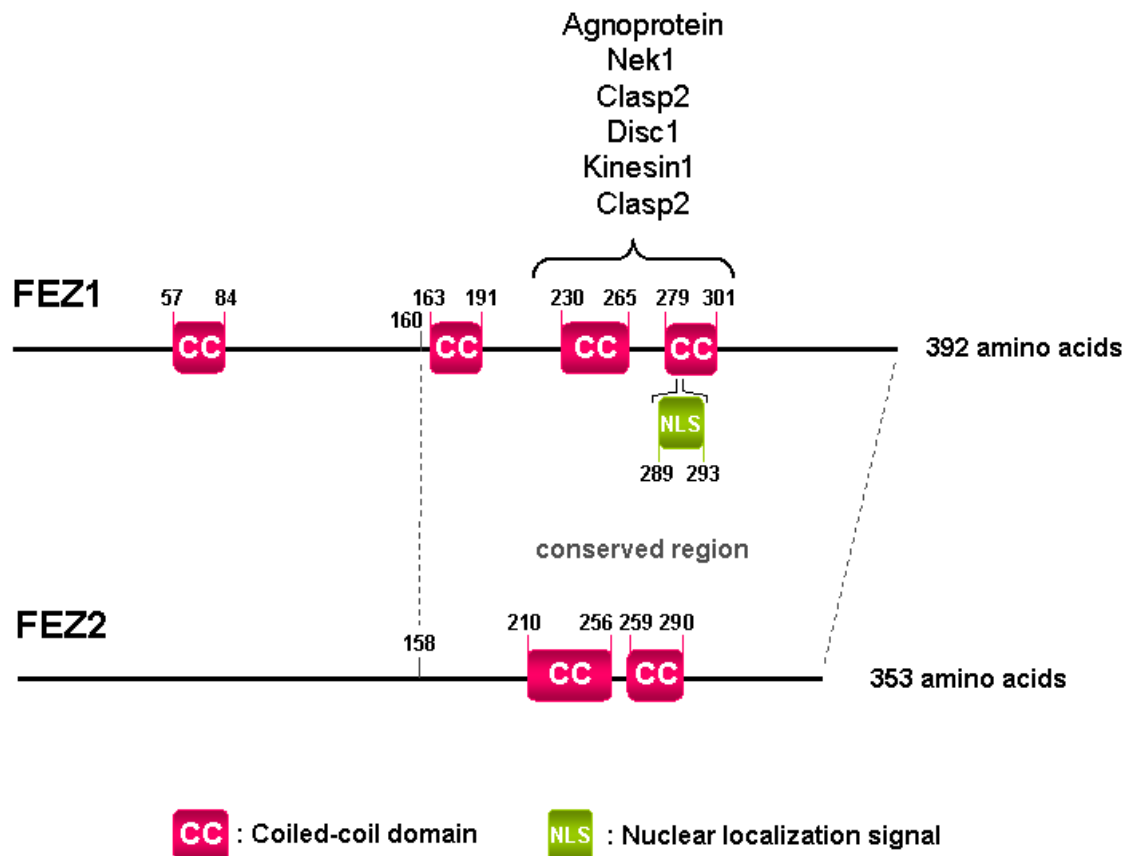 Agnoprotein
Nek1
Clasp2
Disc1
Kinesin1
Clasp2
FEZ1
57 84 160 163 191 230 265 279 301
CC CC CC CC
392 amino acids
NLS
289 293
conserved region
FEZ2
158 210 256 259 290
CC CC
353 amino acids
CC : Coiled-coil domain
NLS : Nuclear localization signal